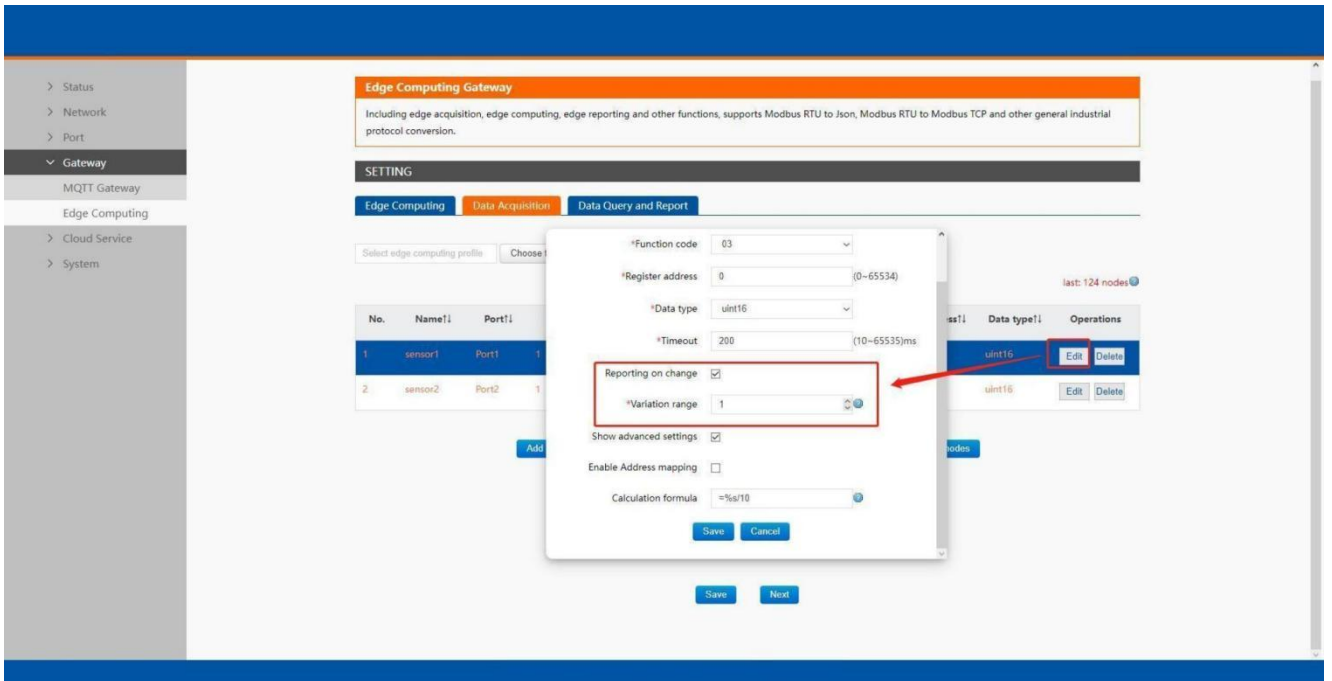 Status
Network
Port
Gateway
MQTT Gateway
Edge Computing
Cloud Service
System
Edge Computing Gateway
Including edge acquisition, edge computing, edge reporting and other functions, supports Modbus RTU to Json, Modbus RTU to Modbus TCP and other general industrial
protocol conversion.
SETTING
Edge Computing Data Acquisition Data Query and Report
Select edge computing profile Choose
last: 124 nodes
No. Name↑↓ Port↑↓ ss↑↓ Data type↑↓ Operations
1 sensor1 Port1 1 uint16 Edit Delete
2 sensor2 Port2 1 uint16 Edit Delete
Add odes
*Function code 03
*Register address 0 (0~65534)
*Data type uint16
*Timeout 200 (10~65535)ms
Reporting on change
*Variation range 1
Show advanced settings
Enable Address mapping
Calculation formula =%s/10
Save Cancel
Save Next